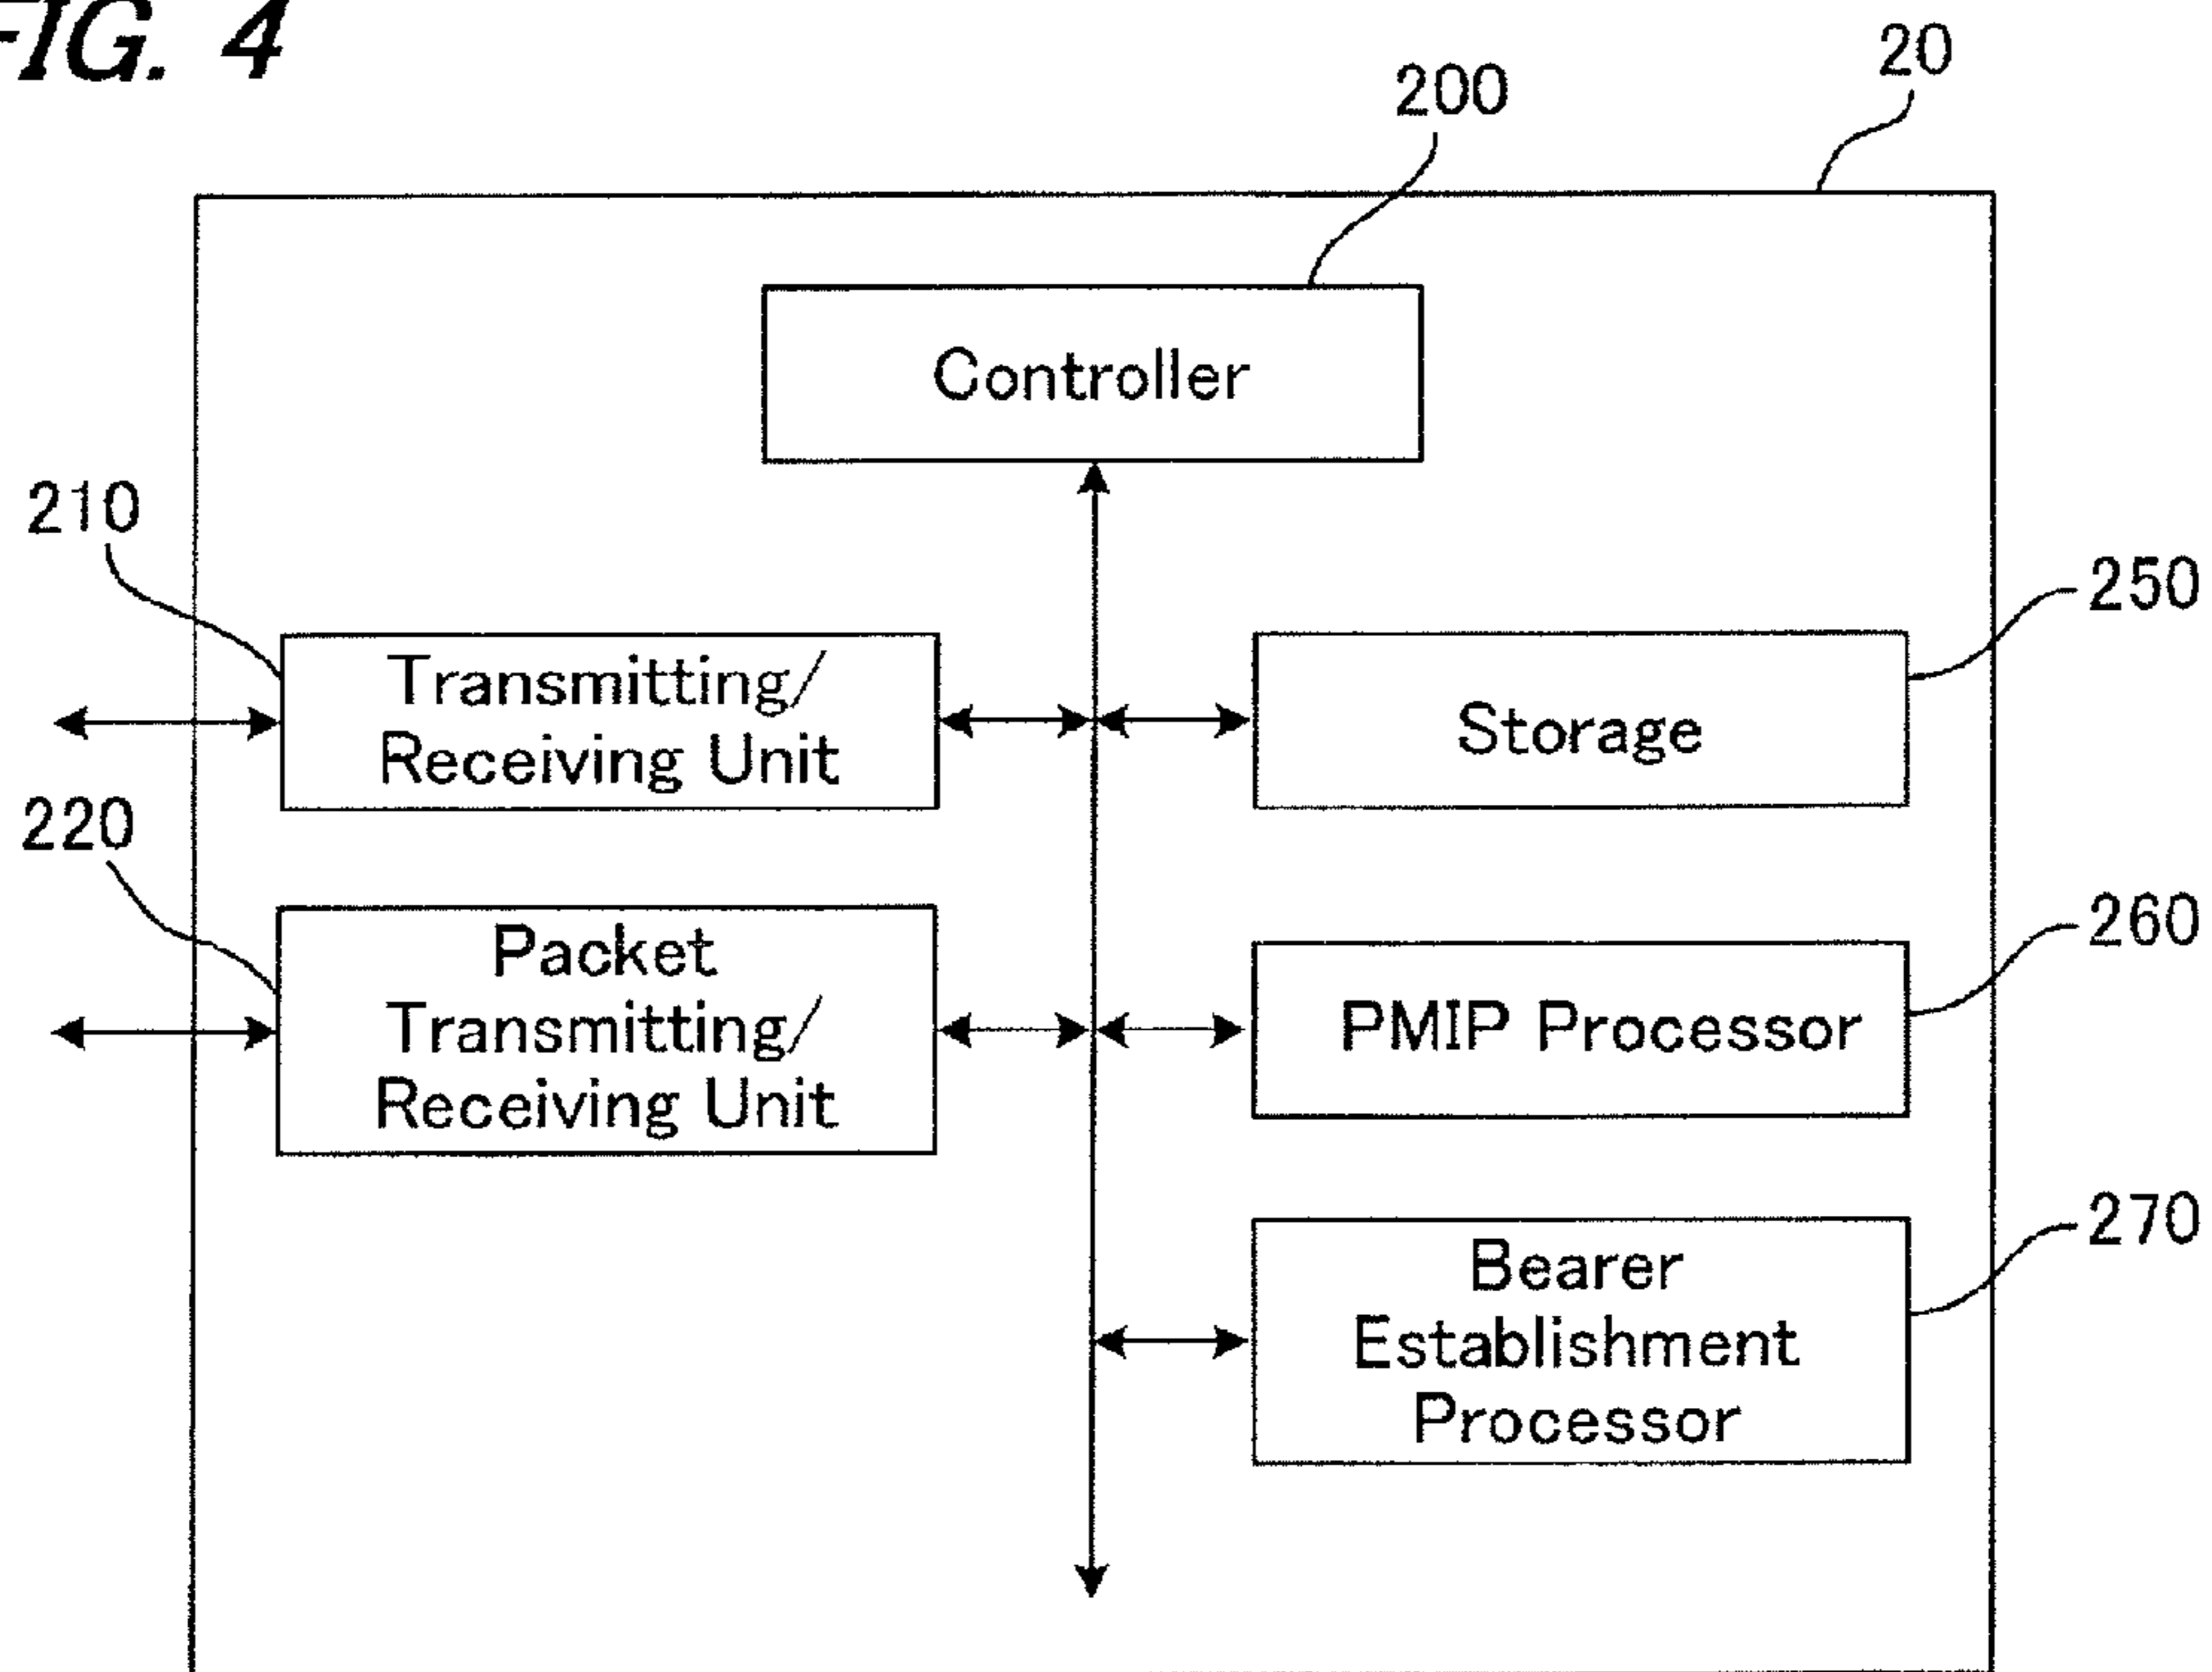 FIG. 4
20
200
Controller
210
250
Transmitting/
Receiving Unit
Storage
220
260
Packet
Transmitting/
Receiving Unit
PMIP Processor
270
Bearer
Establishment
Processor